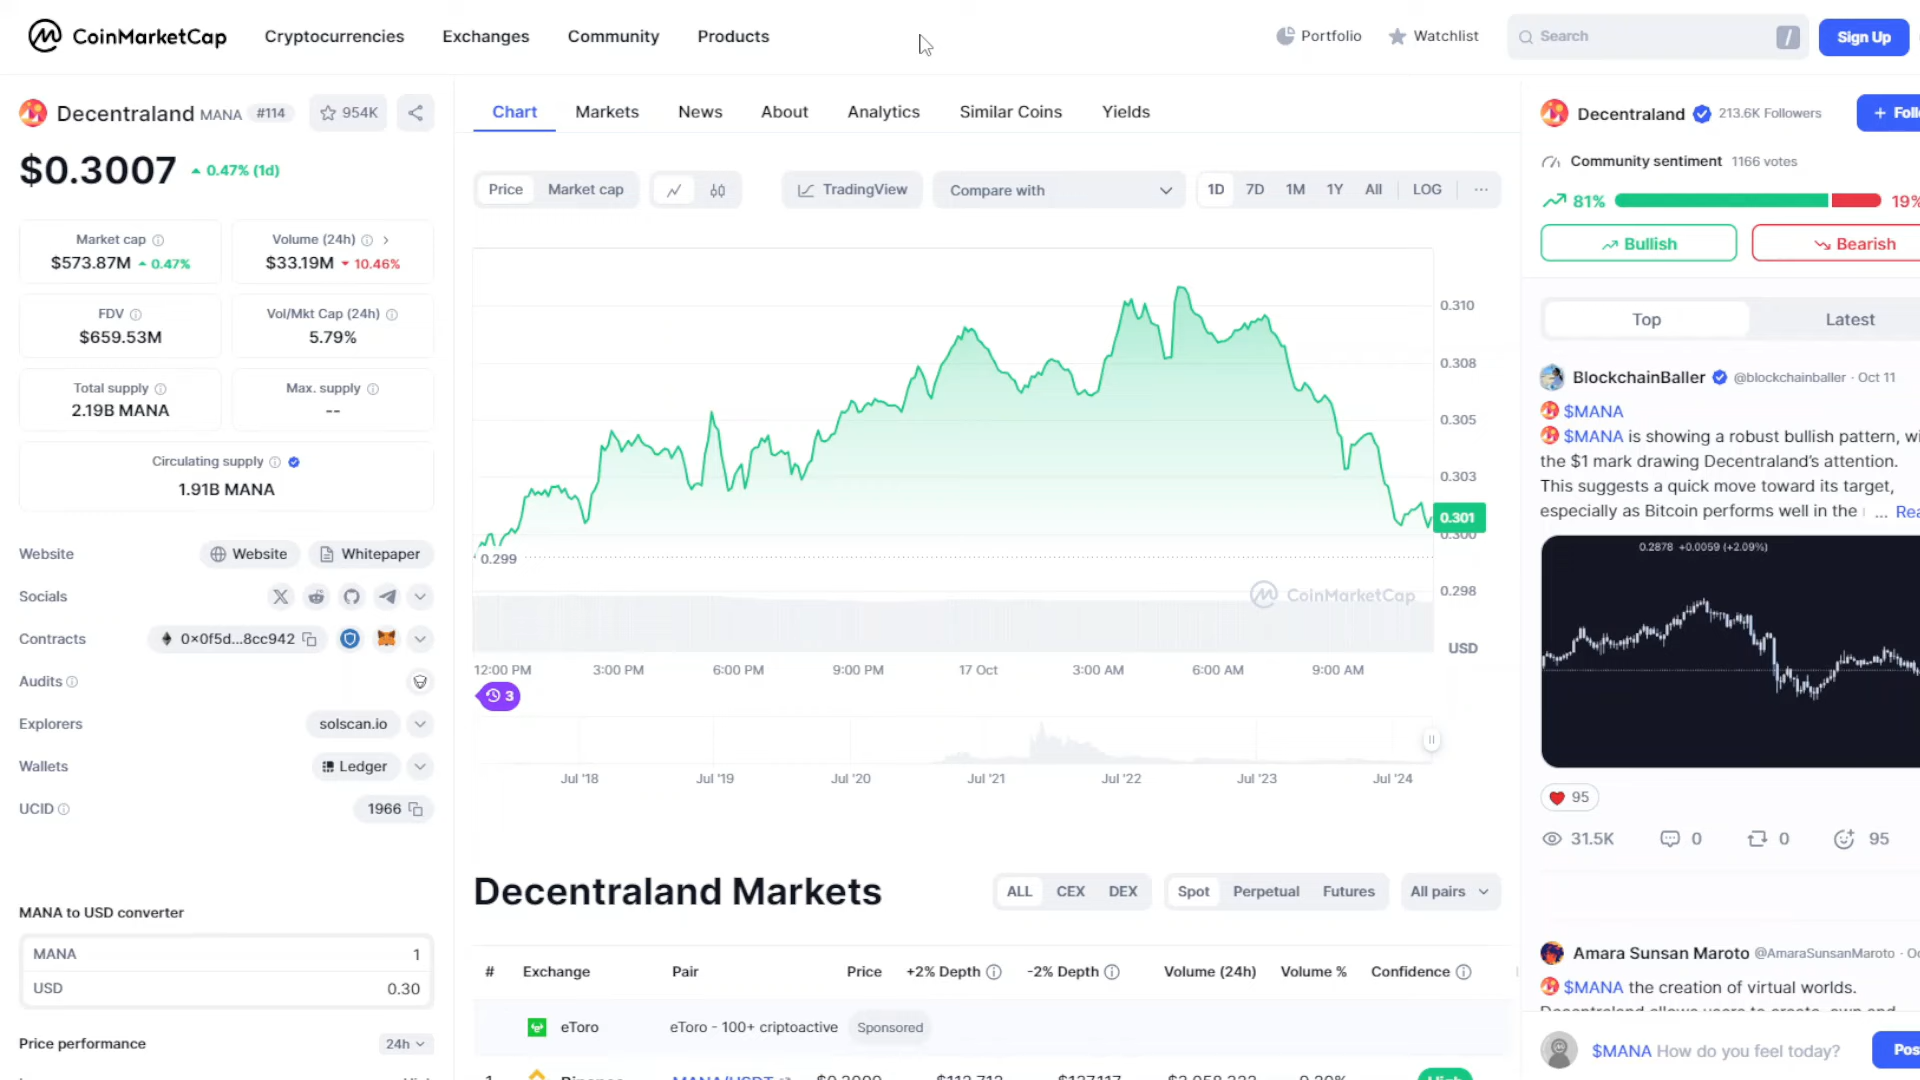 CoinMarketCap
Cryptocurrencies
Exchanges
Community
Products
Portfolio
Watchlist
Search
/
Sign Up
Decentraland MANA #114
954K
$0.3007
0.47% (1d)
Market cap
$573.87M 0.47%
Volume (24h)
$33.19M 10.46%
FDV
$659.53M
Vol/Mkt Cap (24h)
5.79%
Total supply
2.19B MANA
Max. supply
--
Circulating supply
1.91B MANA
Website
Website
Whitepaper
Socials
Contracts
0x0f5d...8cc942
Audits
Explorers
solscan.io
Wallets
Ledger
UCID
1966
MANA to USD converter
MANA 1
USD 0.30
Price performance
24h
Chart
Markets
News
About
Analytics
Similar Coins
Yields
Price
Market cap
TradingView
Compare with
1D 7D 1M 1Y All LOG ...
0.310
0.308
0.305
0.303
0.301
0.300
0.299
0.298
CoinMarketCap
USD
12:00 PM 3:00 PM 6:00 PM 9:00 PM 17 Oct 3:00 AM 6:00 AM 9:00 AM
3
Jul '18 Jul '19 Jul '20 Jul '21 Jul '22 Jul '23 Jul '24
Decentraland Markets
ALL CEX DEX
Spot Perpetual Futures
All pairs
# Exchange Pair Price +2% Depth -2% Depth Volume (24h) Volume % Confidence
eToro eToro - 100+ criptoactive Sponsored
Decentraland 213.6K Followers
Community sentiment 1166 votes
81%
19%
Bullish
Bearish
Top
Latest
BlockchainBaller @blockchainballer · Oct 11
$MANA
$MANA is showing a robust bullish pattern,
the $1 mark drawing Decentraland's attention.
This suggests a quick move toward its target,
especially as Bitcoin performs well in the ...
0.2878 +0.0059 (+2.09%)
95
31.5K 0 0 95
Amara Sunsan Maroto @AmaraSunsanMaroto
$MANA the creation of virtual worlds.
$MANA How do you feel today?